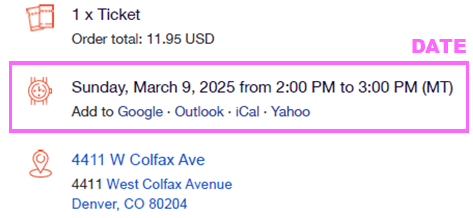 1 x Ticket
Order total: 11.95 USD
DATE
Sunday, March 9, 2025 from 2:00 PM to 3:00 PM (MT)
Add to Google · Outlook · iCal · Yahoo
4411 W Colfax Ave
4411 West Colfax Avenue
Denver, CO 80204